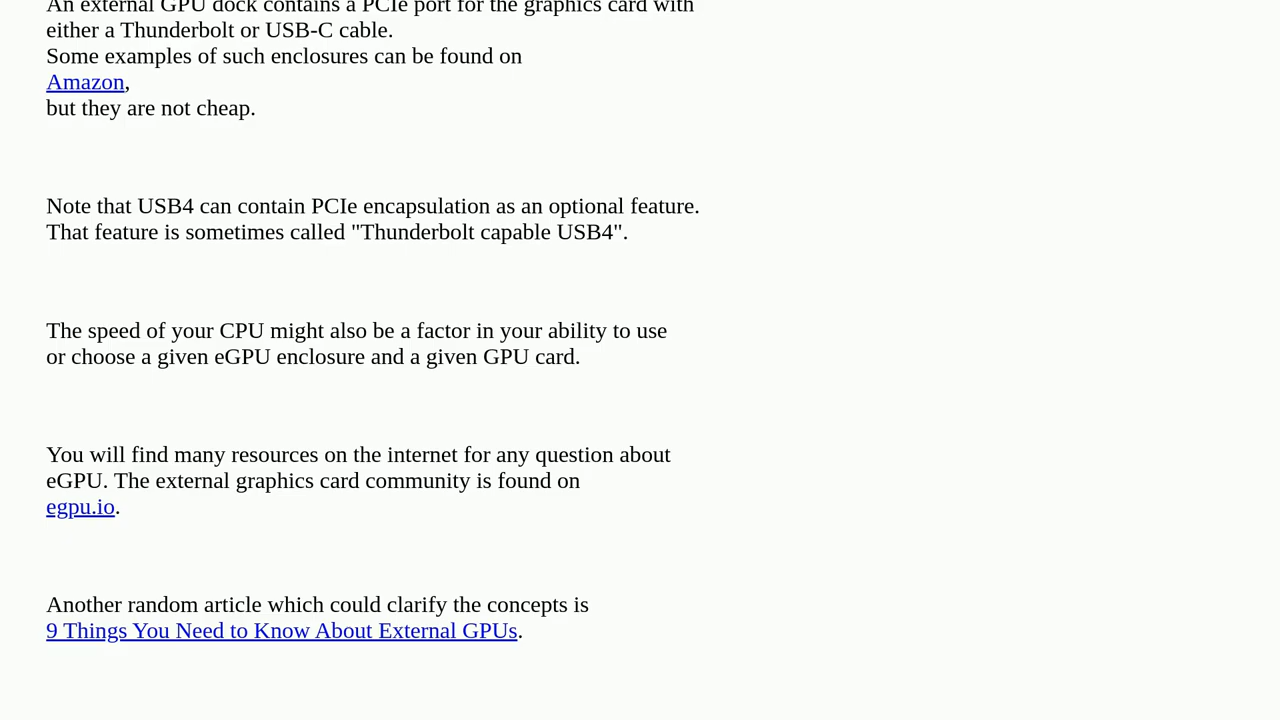 An external GPU dock contains a PCIe port for the graphics card with
either a Thunderbolt or USB-C cable.
Some examples of such enclosures can be found on
Amazon,
but they are not cheap.
Note that USB4 can contain PCIe encapsulation as an optional feature.
That feature is sometimes called "Thunderbolt capable USB4".
The speed of your CPU might also be a factor in your ability to use
or choose a given eGPU enclosure and a given GPU card.
You will find many resources on the internet for any question about
eGPU. The external graphics card community is found on
egpu.io.
Another random article which could clarify the concepts is
9 Things You Need to Know About External GPUs.